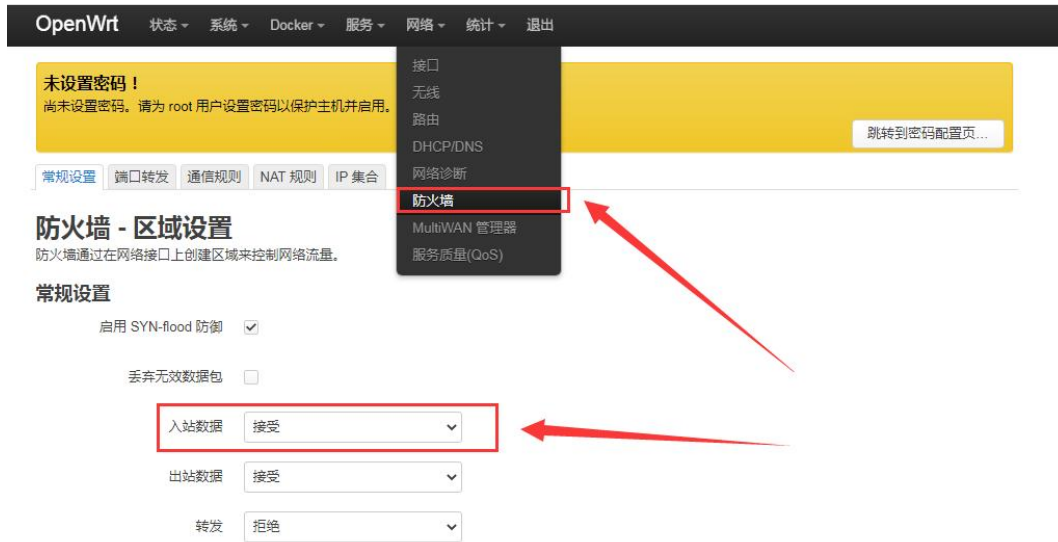 OpenWrt 状态 系统 Docker 服务 网络 统计 退出
接口
无线
路由
DHCP/DNS
网络诊断
防火墙
MultiWAN 管理器
服务质量(QoS)
未设置密码！
尚未设置密码。请为 root 用户设置密码以保护主机并启用。
跳转到密码配置页...
常规设置 端口转发 通信规则 NAT 规则 IP 集合
防火墙 - 区域设置
防火墙通过在网络接口上创建区域来控制网络流量。
常规设置
启用 SYN-flood 防御
丢弃无效数据包
入站数据 接受
出站数据 接受
转发 拒绝